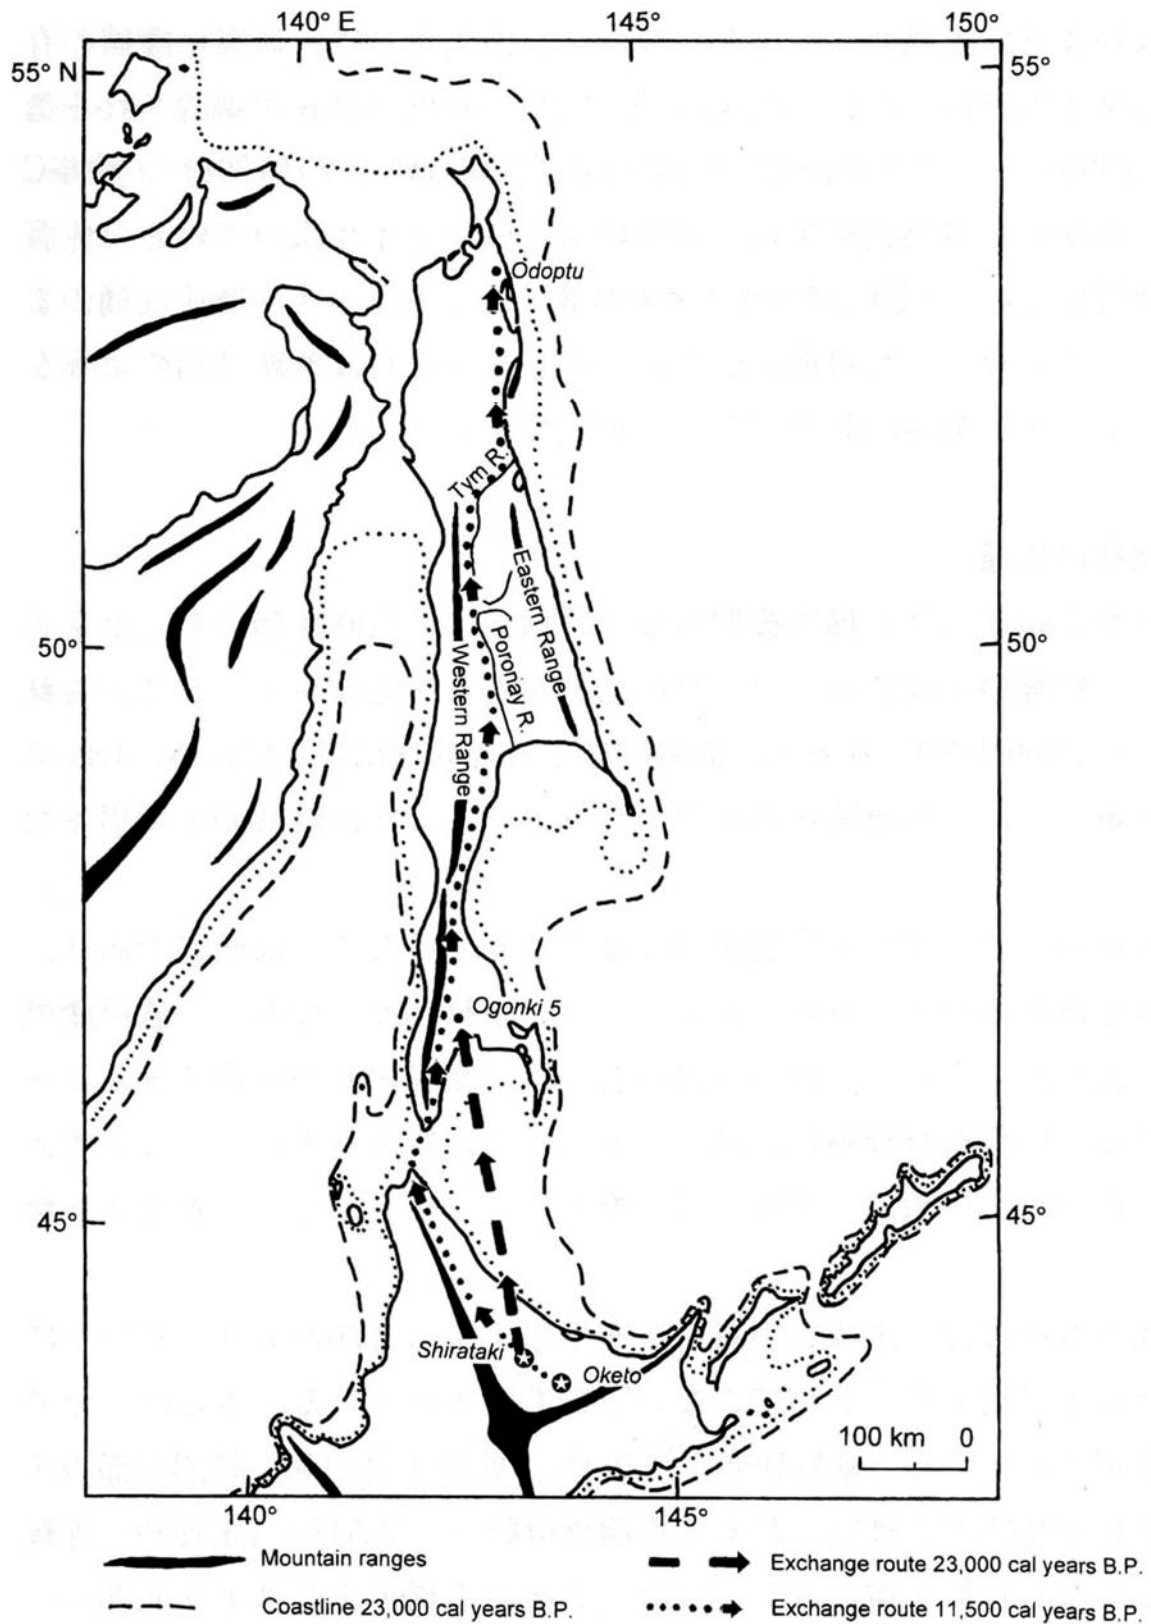 140° E 145° 150°
55° N 55°
Odoptu
Tym R.
Eastern Range
50° 50°
Western Range
Poronay R.
Ogonki 5
45° 45°
Shirataki
Oketo
100 km 0
140° 145°
Mountain ranges
Exchange route 23,000 cal years B.P.
Coastline 23,000 cal years B.P.
Exchange route 11,500 cal years B.P.